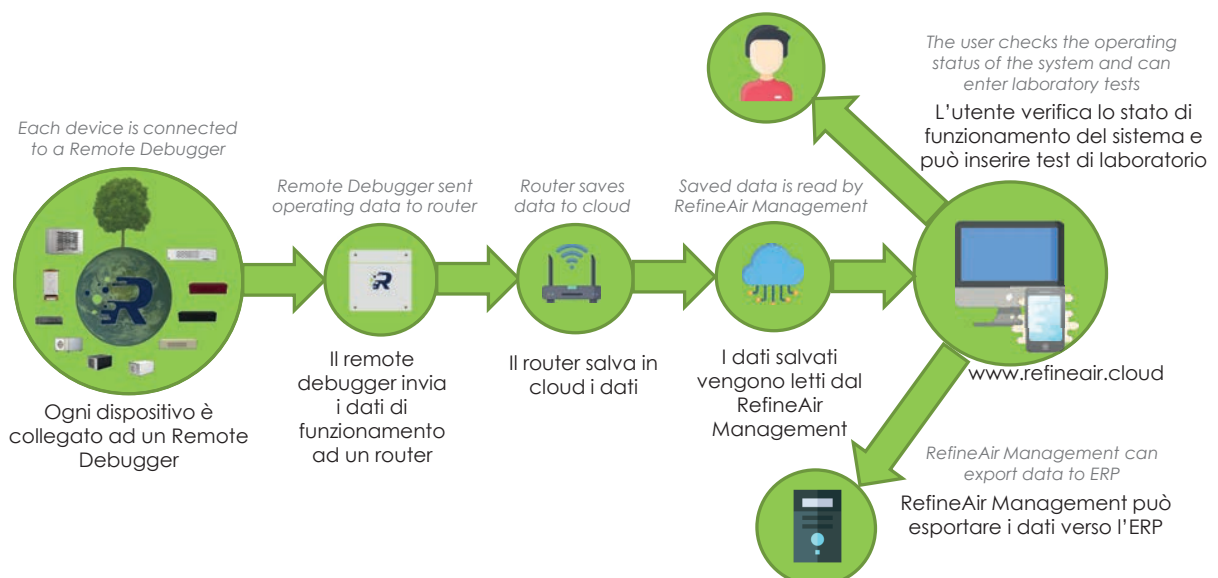 The user checks the operating
status of the system and can
enter laboratory tests
L'utente verifica lo stato di
funzionamento del sistema e
può inserire test di laboratorio
Each device is connected
to a Remote Debugger
Ogni dispositivo è
collegato ad un Remote
Debugger
Remote Debugger sent
operating data to router
Il remote
debugger invia
i dati di
funzionamento
ad un router
Router saves
data to cloud
Il router salva in
cloud i dati
Saved data is read by
RefineAir Management
I dati salvati
vengono letti dal
RefineAir
Management
www.refineair.cloud
RefineAir Management can
export data to ERP
RefineAir Management può
esportare i dati verso l'ERP
R
R